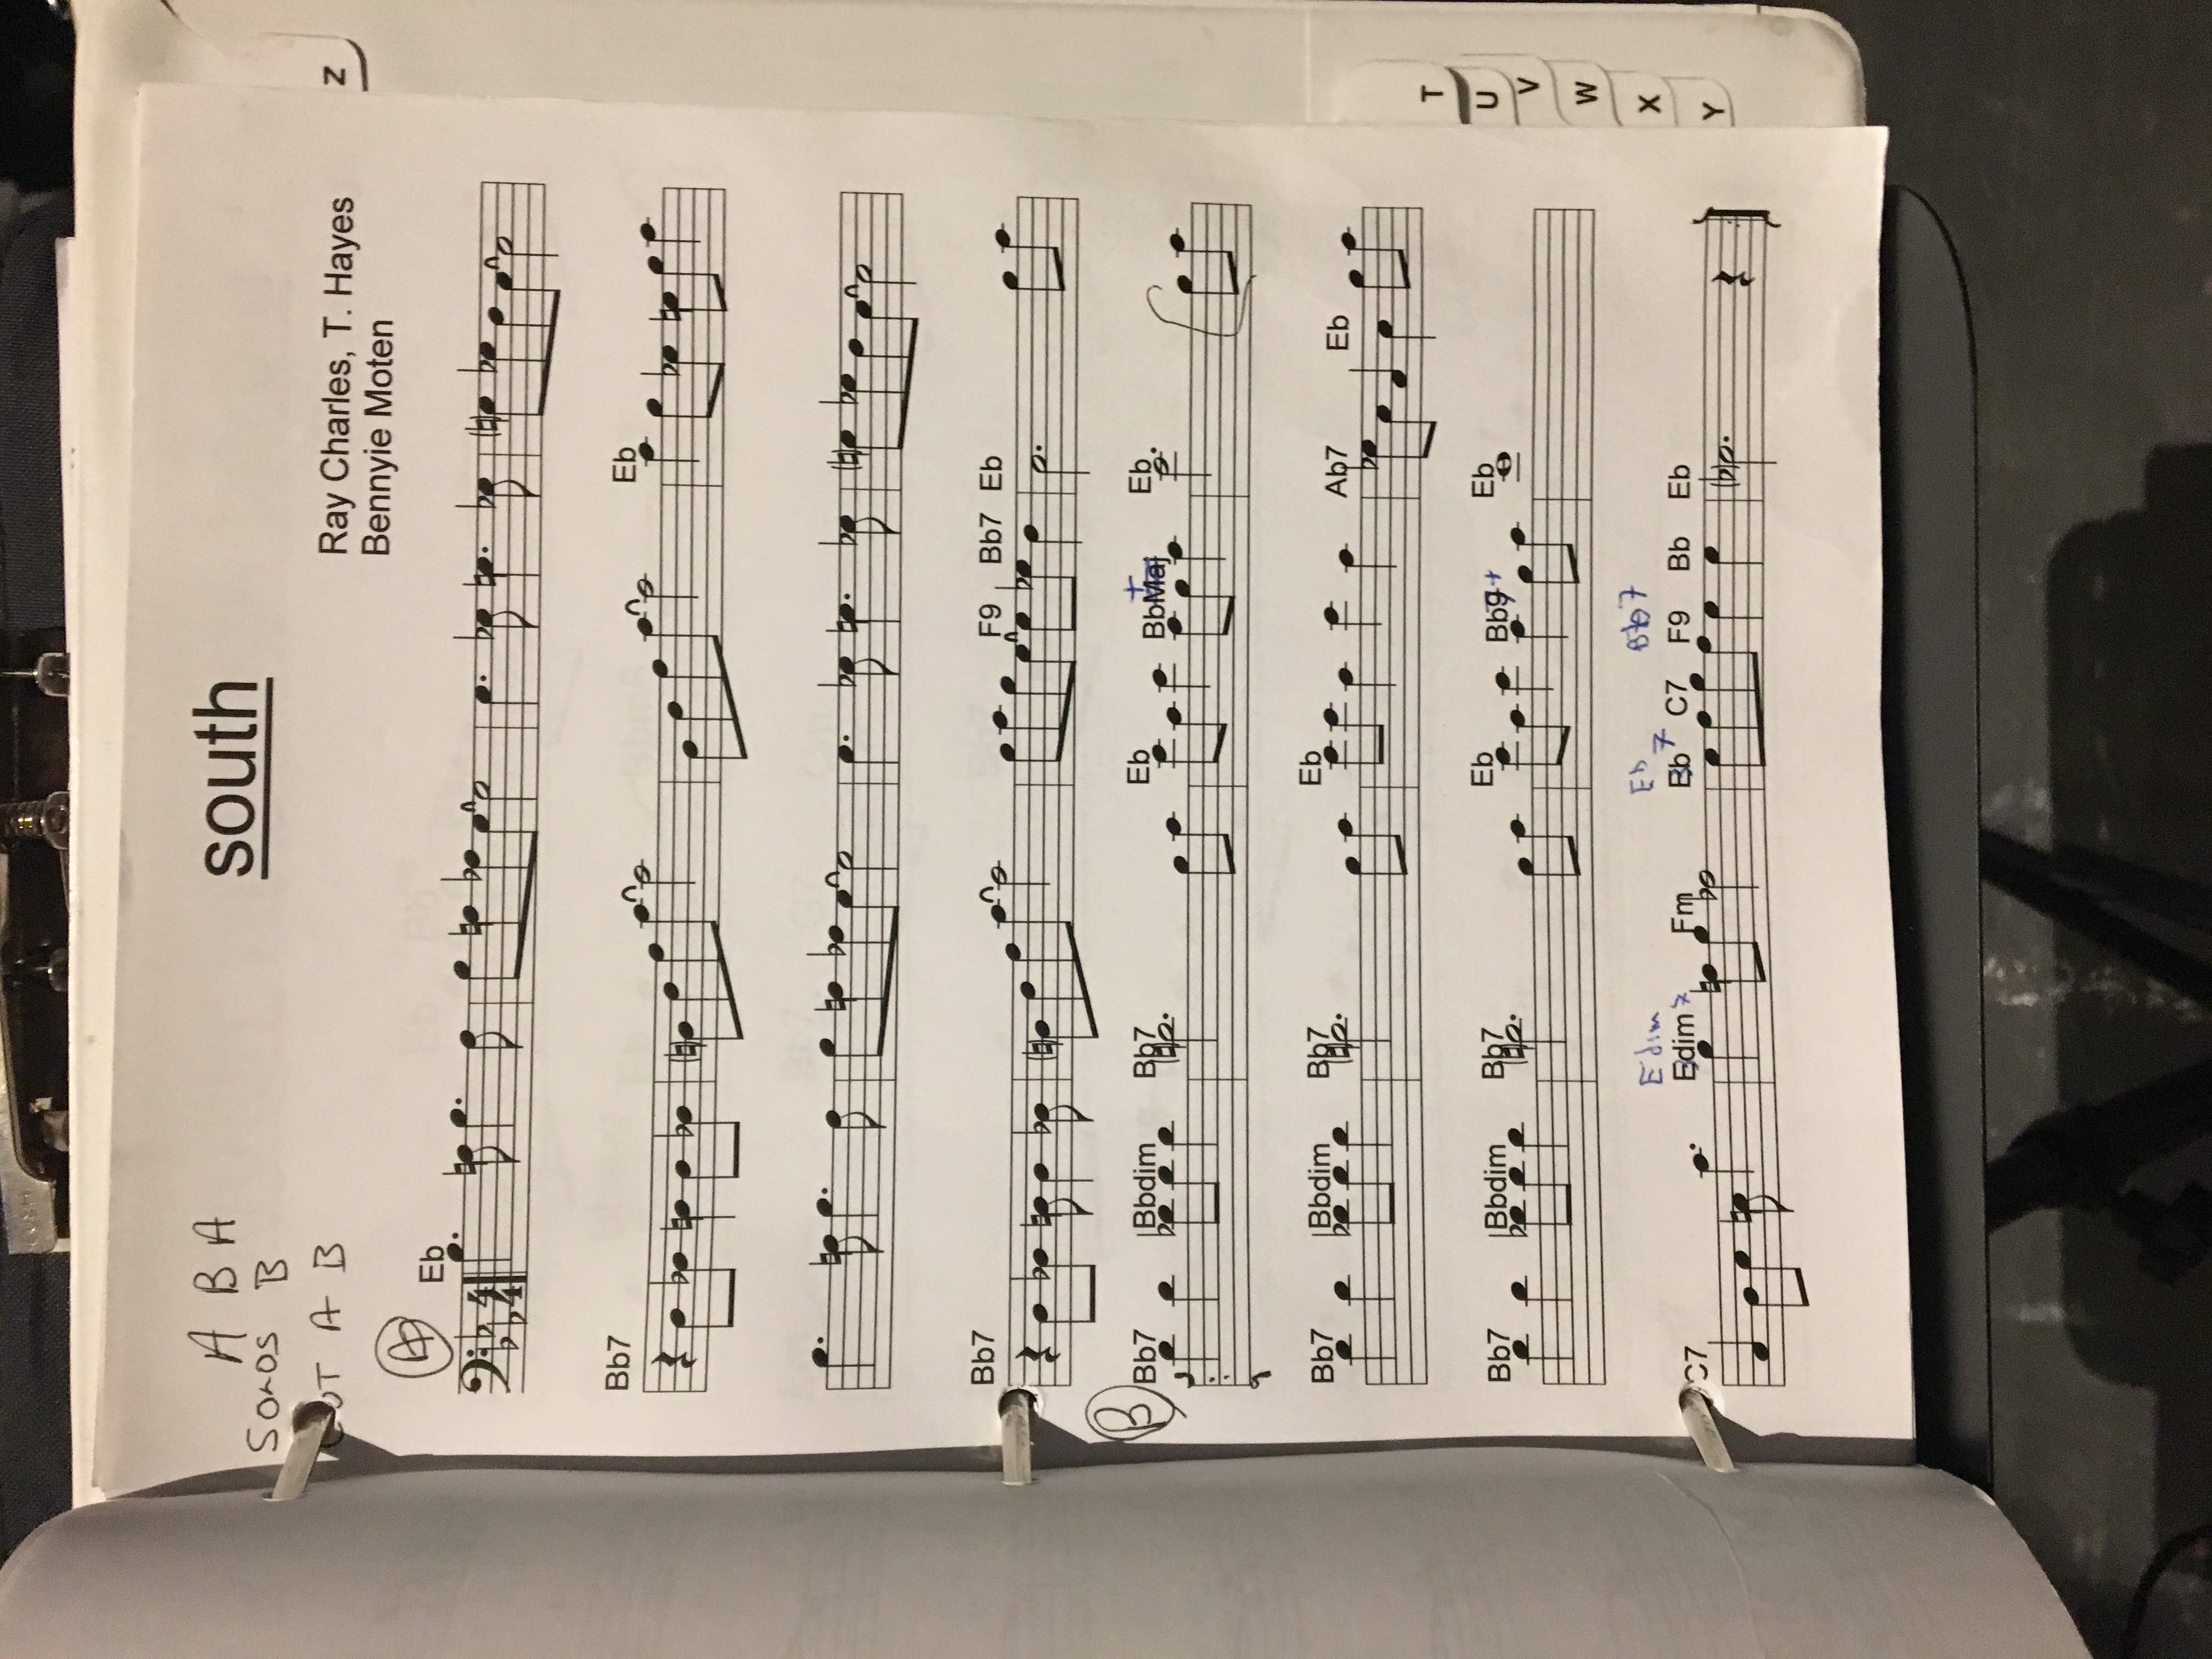 A B A
south
SOLOS B
OUT A B
Ray Charles, T. Hayes
Bennyie Moten
Z
A
Eb
4
4
Bb7 Eb
Bb7 F9 Bb7 Eb
B
Bb7 Bbdim Bb7 Eb BbMaj + Eb
Bb7 Bbdim Bb7 Eb Ab7 Eb
T
U
V
W
X
Y
Bb7 Bbdim Bb7 Eb Bb9 + Eb
Edim Eb 7 Bb7
C7 Edim 7 Fm Bb C7 F9 Bb Eb